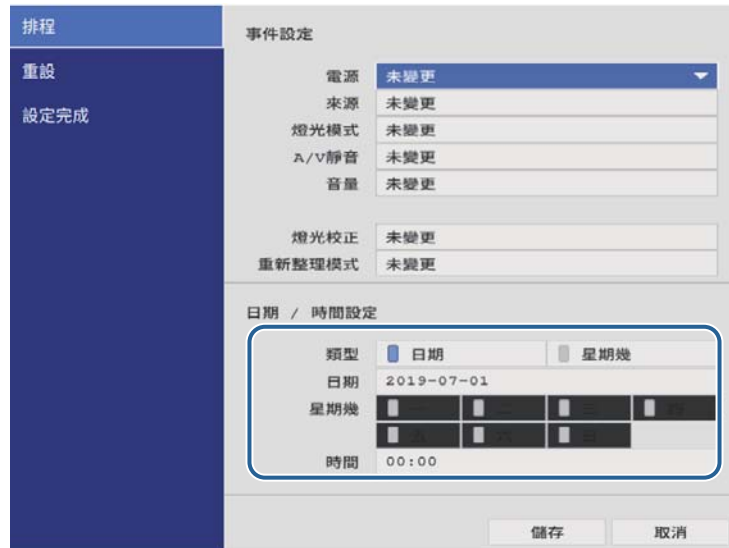 排程
重設
設定完成
事件設定
電源 未變更
來源 未變更
燈光模式 未變更
A/V靜音 未變更
音量 未變更
燈光校正 未變更
重新整理模式 未變更
日期 / 時間設定
類型 日期 星期幾
日期 2019-07-01
星期幾 一 二 三 四
五 六 日
時間 00:00
儲存 取消